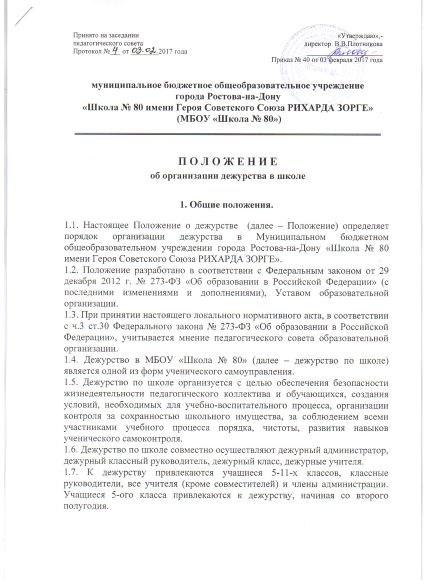 Принято на заседании
педагогического совета
Протокол № 4 от 03.02 2017 года
«Утверждаю».-
директор В.В.Плотникова
Приказ № 40 от 03 февраля 2017 года
муниципальное бюджетное общеобразовательное учреждение
города Ростова-на-Дону
«Школа № 80 имени Героя Советского Союза РИХАРДА ЗОРГЕ»
(МБОУ «Школа № 80»)
П О Л О Ж Е Н И Е
об организации дежурства в школе
1. Общие положения.
1.1. Настоящее Положение о дежурстве (далее – Положение) определяет
порядок организации дежурства в Муниципальном бюджетном
общеобразовательном учреждении города Ростова-на-Дону «Школа № 80
имени Героя Советского Союза РИХАРДА ЗОРГЕ».
1.2. Положение разработано в соответствии с Федеральным законом от 29
декабря 2012 г. № 273-ФЗ «Об образовании в Российской Федерации» (с
последними изменениями и дополнениями), Уставом образовательной
организации.
1.3. При принятии настоящего локального нормативного акта, в соответствии
с ч.3 ст.30 Федерального закона № 273-ФЗ «Об образовании в Российской
Федерации», учитывается мнение педагогического совета образовательной
организации.
1.4. Дежурство в МБОУ «Школа № 80» (далее – дежурство по школе)
является одной из форм ученического самоуправления.
1.5. Дежурство по школе организуется с целью обеспечения безопасности
жизнедеятельности педагогического коллектива и обучающихся, создания
условий, необходимых для учебно-воспитательного процесса, организации
контроля за сохранностью школьного имущества, за соблюдением всеми
участниками учебного процесса порядка, чистоты, развития навыков
ученического самоконтроля.
1.6. Дежурство по школе совместно осуществляют дежурный администратор,
дежурный классный руководитель, дежурный класс, дежурные учителя.
1.7. К дежурству привлекаются учащиеся 5-11-х классов, классные
руководители, все учителя (кроме совместителей) и члены администрации.
Учащиеся 5-ого класса привлекаются к дежурству, начиная со второго
полугодия.